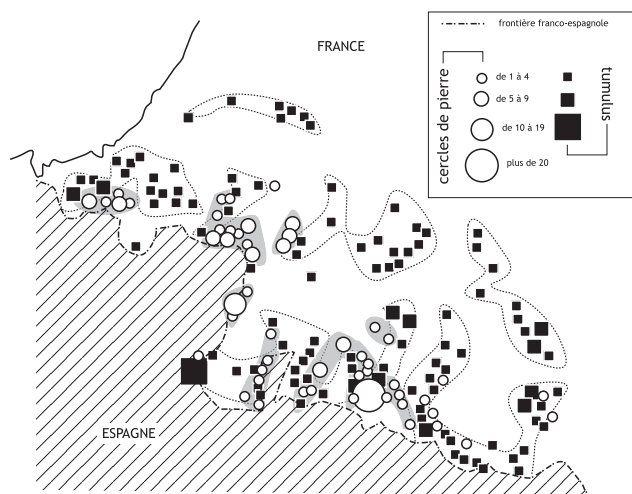 FRANCE
frontière franco-espagnole
cercles de pierre
de 1 à 4
de 5 à 9
de 10 à 19
plus de 20
tumulus
ESPAGNE